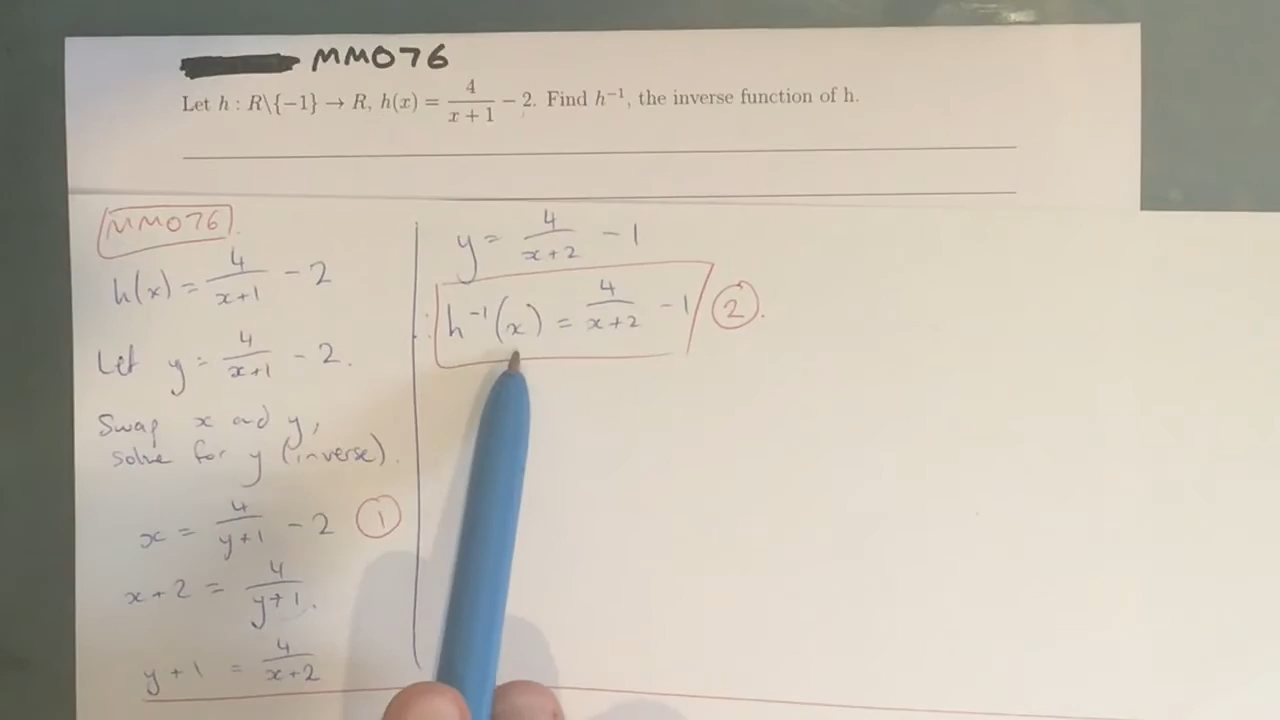 MM076
Let h : R\{−1} → R, h(x) = 4/(x + 1) − 2. Find h⁻¹, the inverse function of h.
MM076
h(x) = 4/(x+1) − 2
Let y = 4/(x+1) − 2.
Swap x and y,
solve for y (inverse).
x = 4/(y+1) − 2 ①
x + 2 = 4/(y+1).
y + 1 = 4/(x+2)
y = 4/(x+2) − 1
∴ h⁻¹(x) = 4/(x+2) − 1 ②.